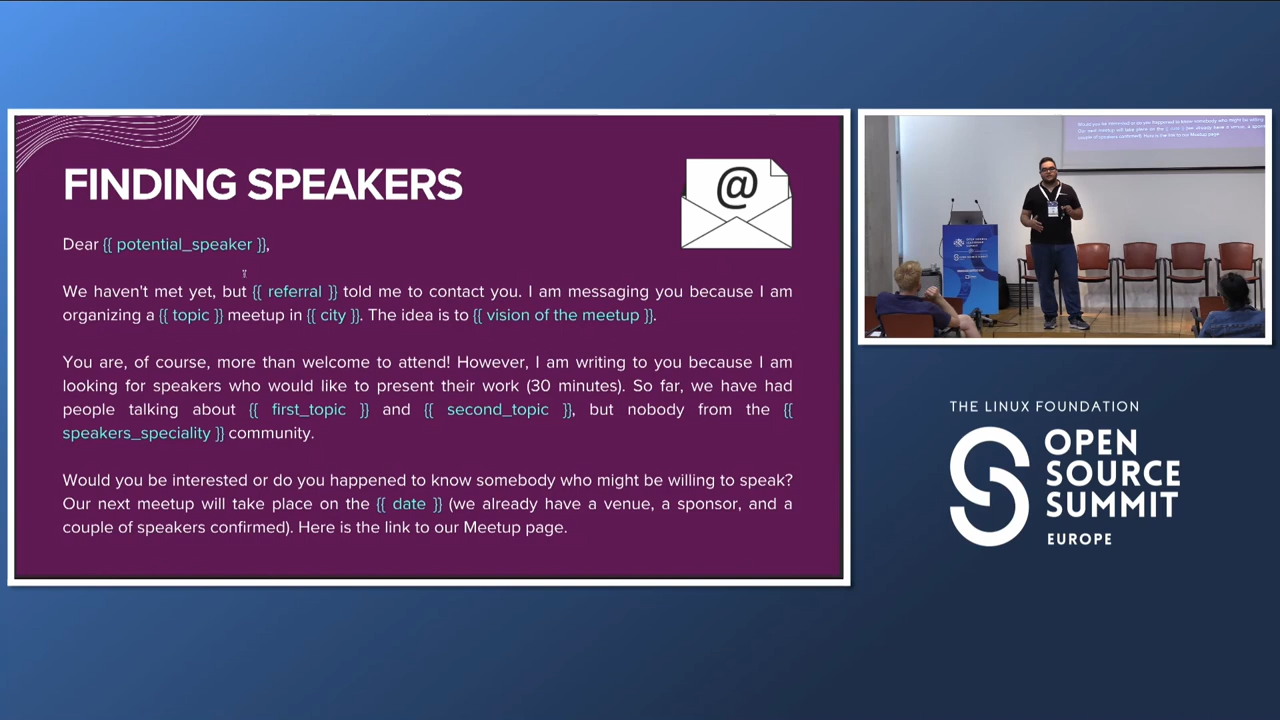 FINDING SPEAKERS
@
Dear {{ potential_speaker }},
We haven't met yet, but {{ referral }} told me to contact you. I am messaging you because I am
organizing a {{ topic }} meetup in {{ city }}. The idea is to {{ vision of the meetup }}.
You are, of course, more than welcome to attend! However, I am writing to you because I am
looking for speakers who would like to present their work (30 minutes). So far, we have had
people talking about {{ first_topic }} and {{ second_topic }}, but nobody from the {{
speakers_speciality }} community.
Would you be interested or do you happened to know somebody who might be willing to speak?
Our next meetup will take place on the {{ date }} (we already have a venue, a sponsor, and a
couple of speakers confirmed). Here is the link to our Meetup page.
THE LINUX FOUNDATION
OPEN
SOURCE
SUMMIT
EUROPE